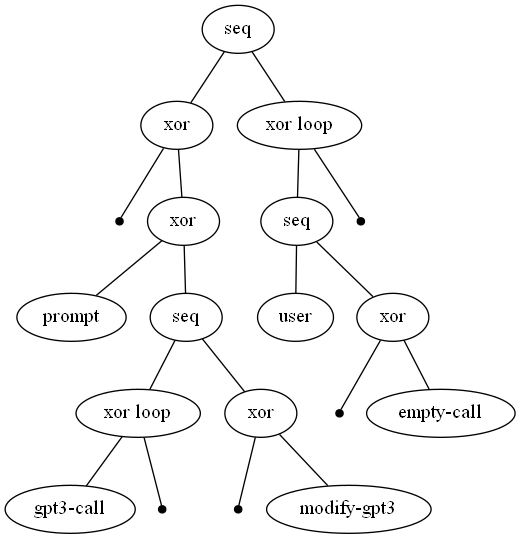 seq
xor
xor loop
xor
seq
prompt
seq
user
xor
xor loop
xor
empty-call
gpt3-call
modify-gpt3